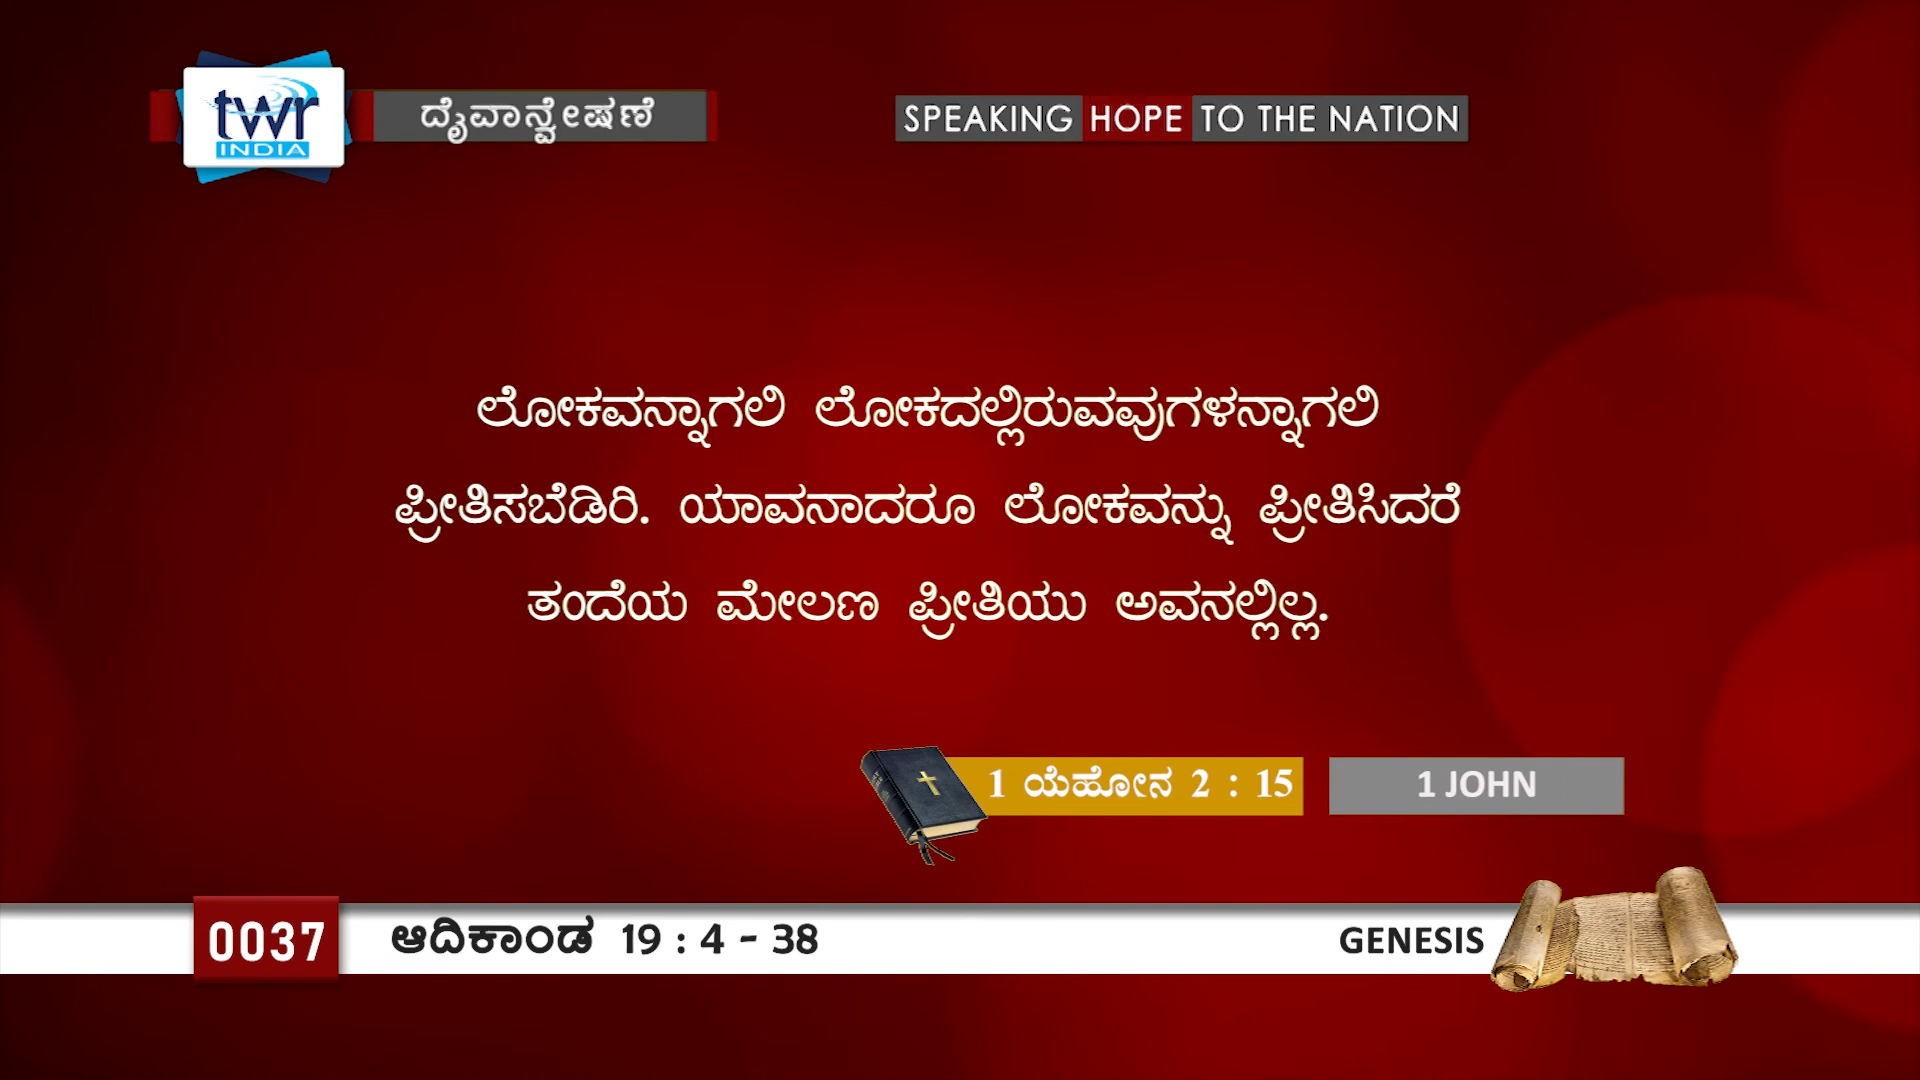 twr
INDIA
ದೈವಾನ್ವೇಷಣೆ
SPEAKING HOPE TO THE NATION
ಲೋಕವನ್ನಾಗಲಿ ಲೋಕದಲ್ಲಿರುವವುಗಳನ್ನಾಗಲಿ
ಪ್ರೀತಿಸಬೆಡಿರಿ. ಯಾವನಾದರೂ ಲೋಕವನ್ನು ಪ್ರೀತಿಸಿದರೆ
ತಂದೆಯ ಮೇಲಣ ಪ್ರೀತಿಯು ಅವನಲ್ಲಿಲ್ಲ.
1 ಯೆಹೋನ 2 : 15
1 JOHN
0037
ಆದಿಕಾಂಡ 19 : 4 - 38
GENESIS